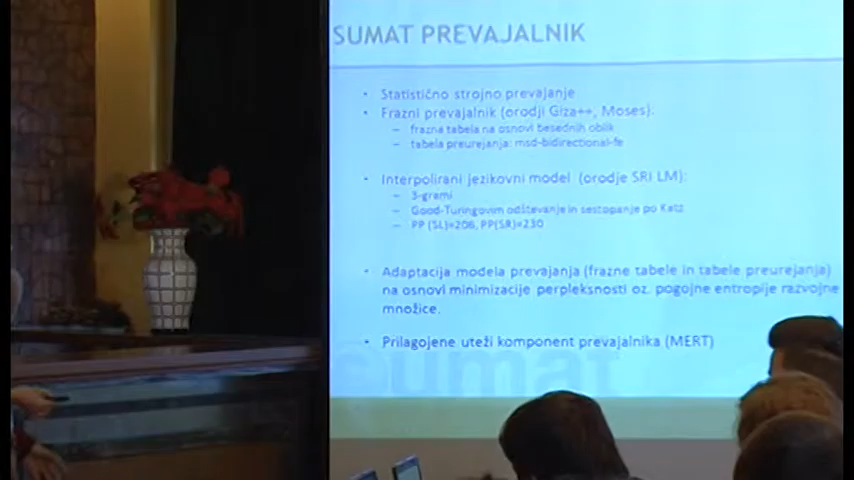 SUMAT PREVAJALNIK
• Statistično strojno prevajanje
• Frazni prevajalnik (orodji Giza++, Moses):
– frazna tabela na osnovi besednih oblik
– tabela preurejanja: msd-bidirectional-fe
• Interpolirani jezikovni model (orodje SRI LM):
– 3-grami
– Good-Turingovim odštevanje in sestopanje po Katz
– PP (SL)=206, PP(SR)=230
• Adaptacija modela prevajanja (frazne tabele in tabele preurejanja)
na osnovi minimizacije perpleksnosti oz. pogojne entropije razvojne
množice.
• Prilagojene uteži komponent prevajalnika (MERT)
sumat